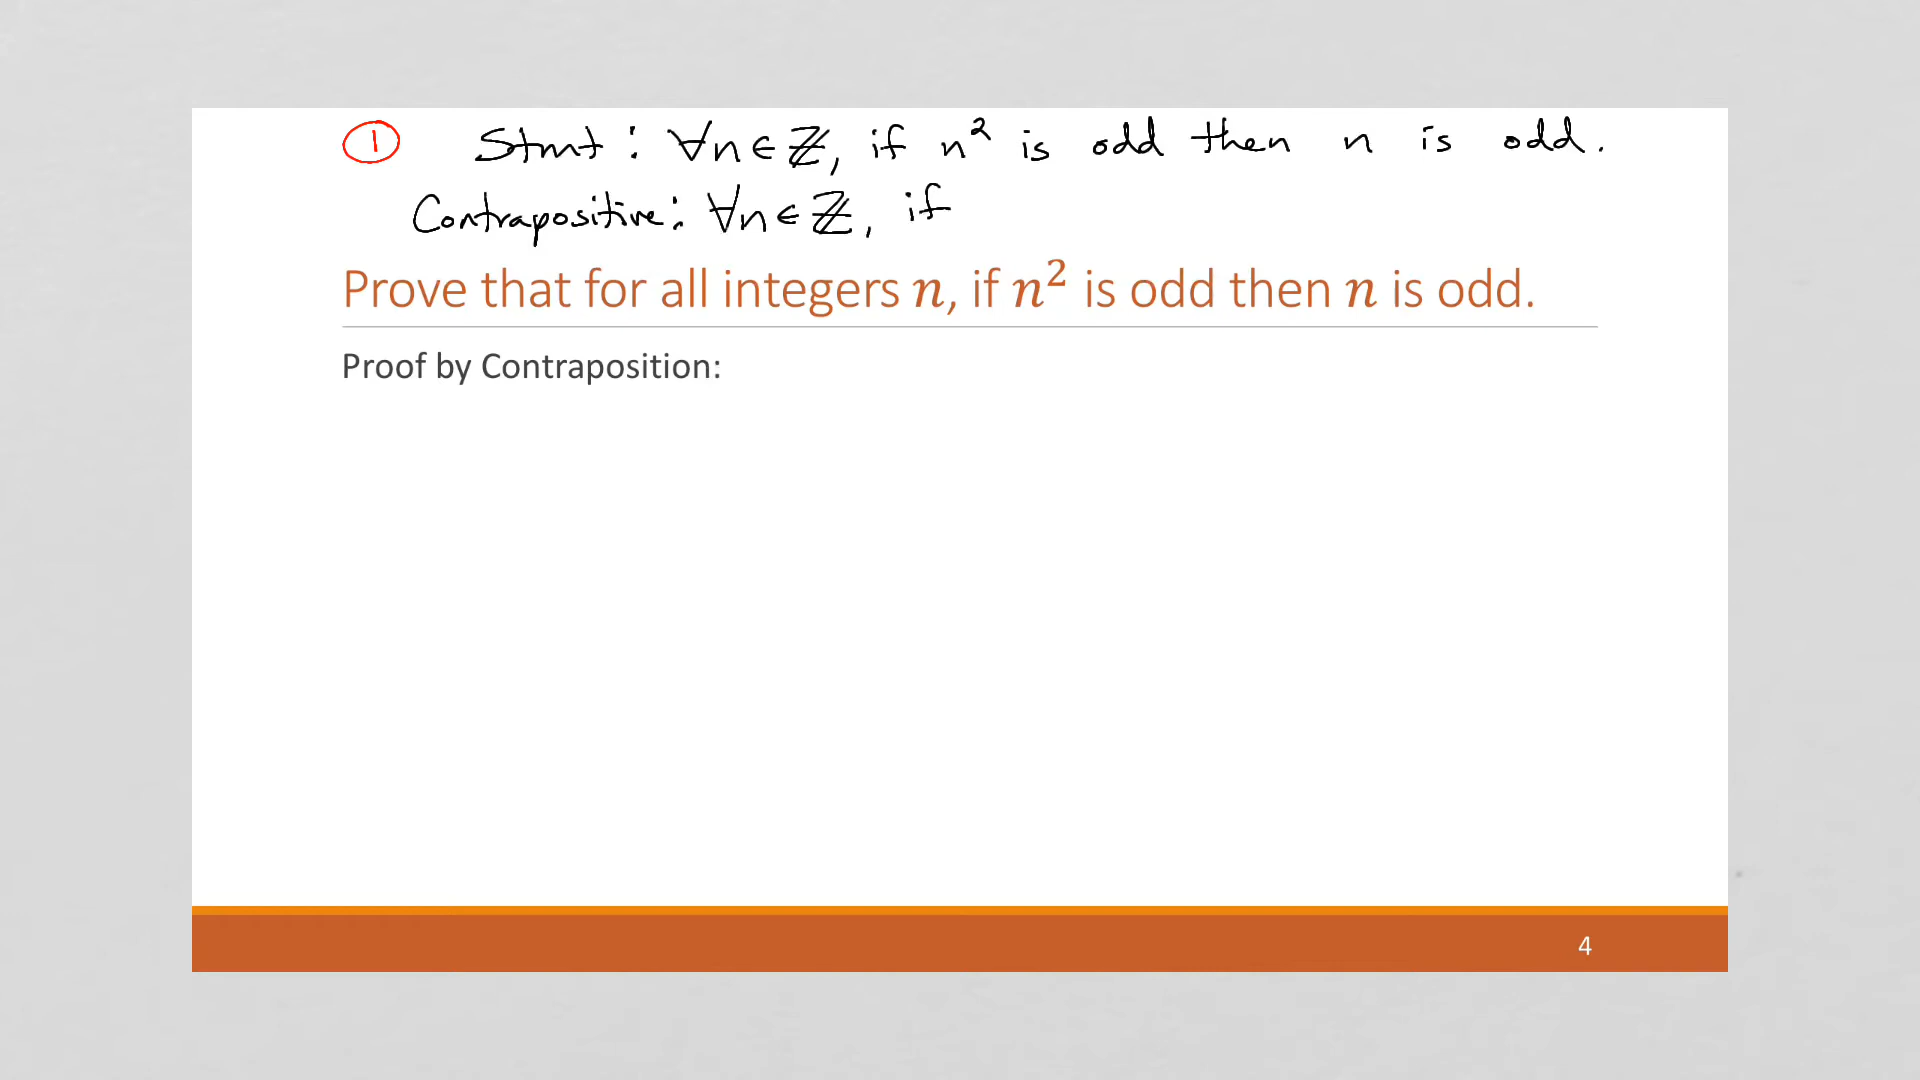 ① Stmt: ∀n∈ℤ, if n² is odd then n is odd.
Contrapositive: ∀n∈ℤ, if
Prove that for all integers n, if n² is odd then n is odd.
Proof by Contraposition:
4